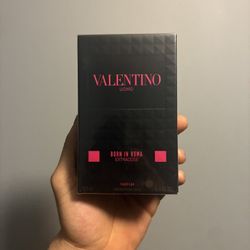 VALENTINO
UOMO
BORN IN ROMA
EXTRADOSE
PARFUM